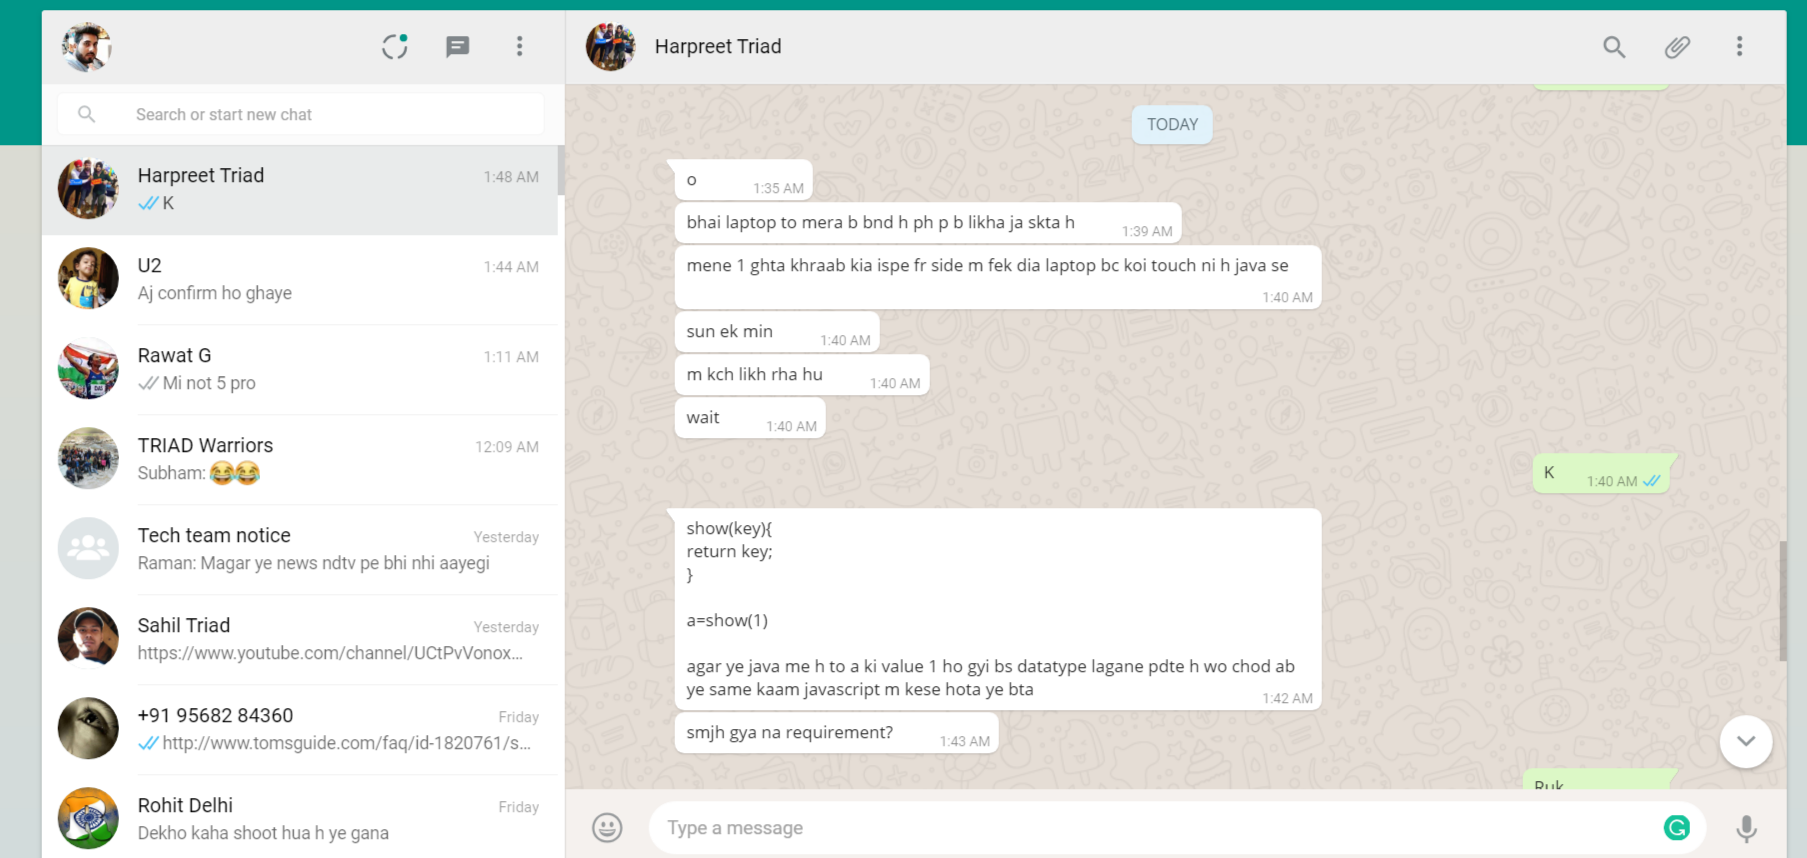 Harpreet Triad
Search or start new chat
Harpreet Triad 1:48 AM
K
U2 1:44 AM
Aj confirm ho ghaye
Rawat G 1:11 AM
Mi not 5 pro
TRIAD Warriors 12:09 AM
Subham: 😂😂
Tech team notice Yesterday
Raman: Magar ye news ndtv pe bhi nhi aayegi
Sahil Triad Yesterday
https://www.youtube.com/channel/UCtPvVonox...
+91 95682 84360 Friday
http://www.tomsguide.com/faq/id-1820761/s...
Rohit Delhi Friday
Dekho kaha shoot hua h ye gana
TODAY
o 1:35 AM
bhai laptop to mera b bnd h ph p b likha ja skta h 1:39 AM
mene 1 ghta khraab kia ispe fr side m fek dia laptop bc koi touch ni h java se
1:40 AM
sun ek min 1:40 AM
m kch likh rha hu 1:40 AM
wait 1:40 AM
K 1:40 AM
show(key){
return key;
}
a=show(1)
agar ye java me h to a ki value 1 ho gyi bs datatype lagane pdte h wo chod ab
ye same kaam javascript m kese hota ye bta 1:42 AM
smjh gya na requirement? 1:43 AM
Ruk
Type a message